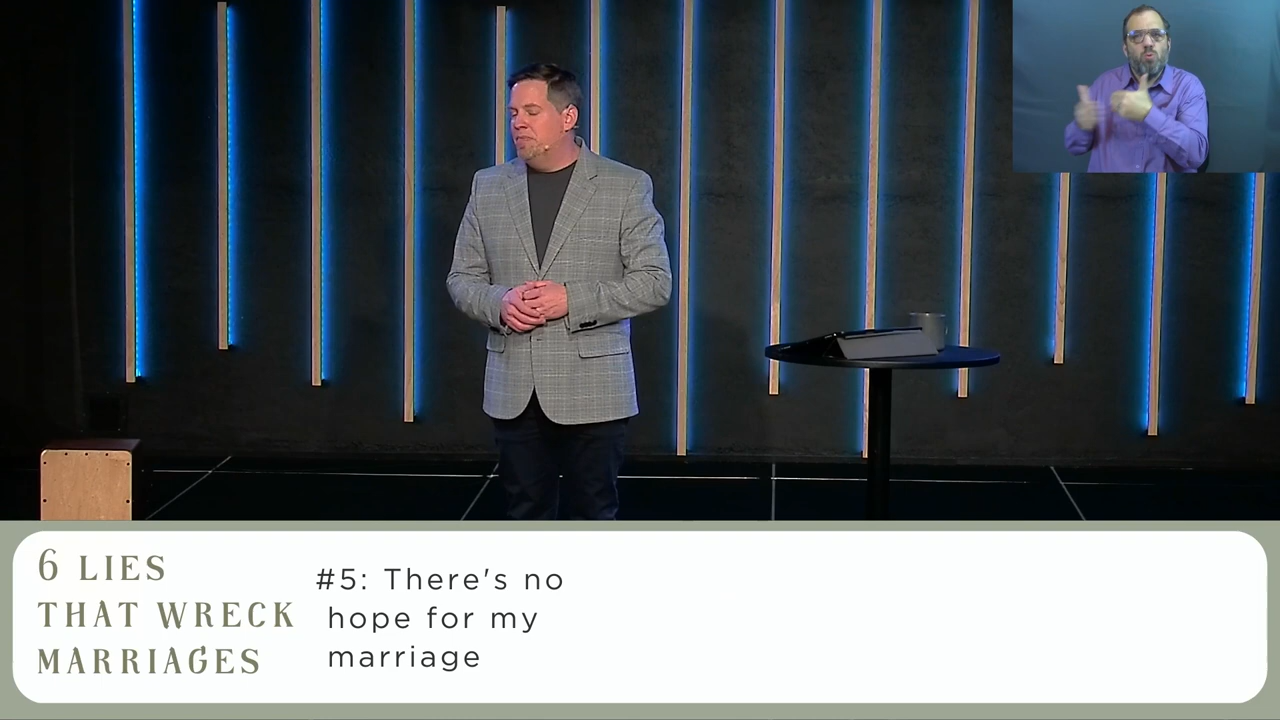 6 LIES
THAT WRECK
MARRIAGES
#5: There's no
hope for my
marriage